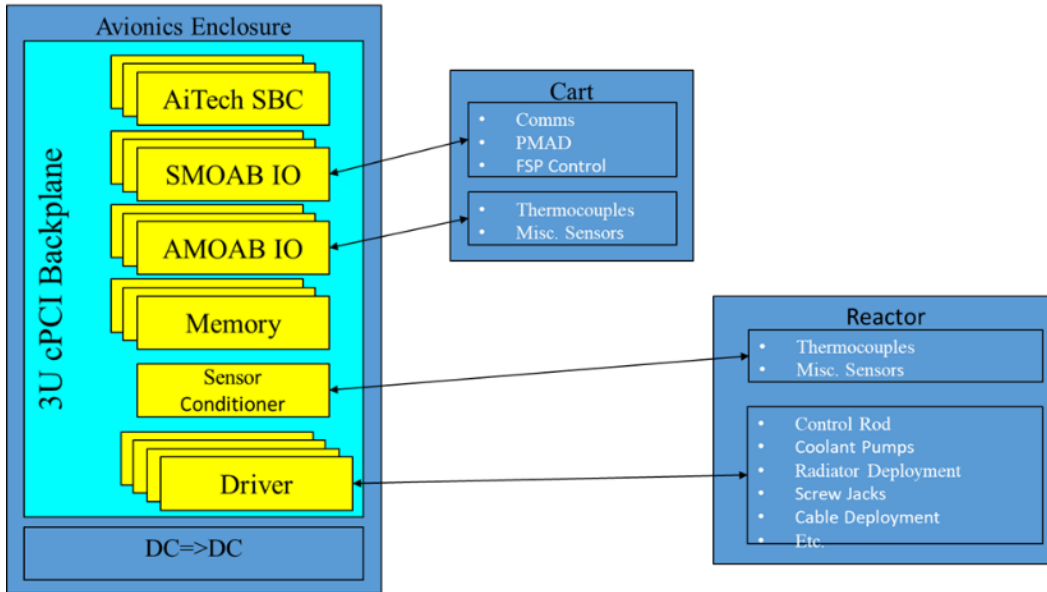 Avionics Enclosure
3U cPCI Backplane
AiTech SBC
SMOAB IO
AMOAB IO
Memory
Sensor
Conditioner
Driver
DC=>DC
Cart
• Comms
• PMAD
• FSP Control
• Thermocouples
• Misc. Sensors
Reactor
• Thermocouples
• Misc. Sensors
• Control Rod
• Coolant Pumps
• Radiator Deployment
• Screw Jacks
• Cable Deployment
• Etc.